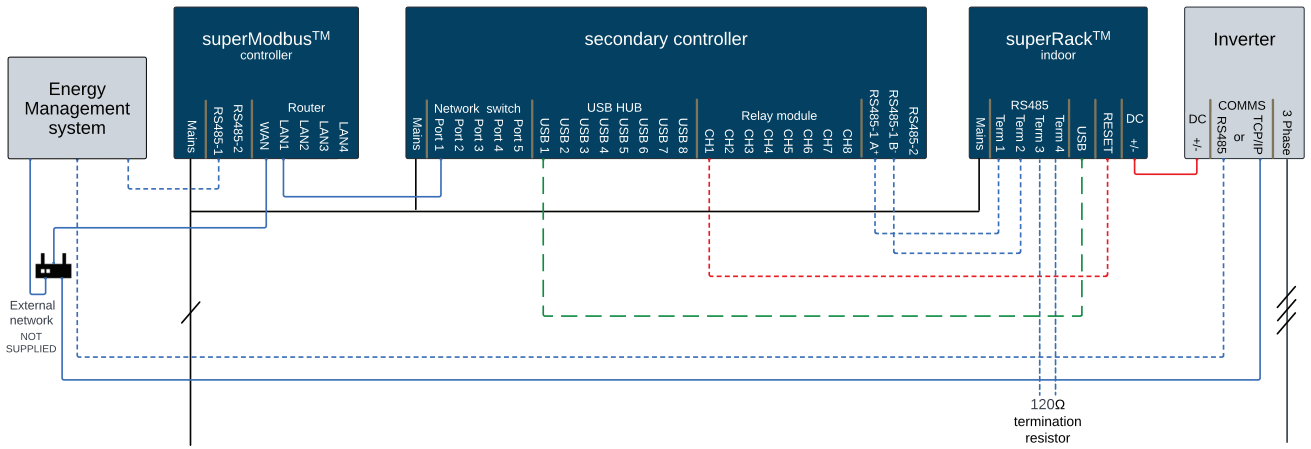 Energy
Management
system
superModbus™
controller
Mains
RS485-1
RS485-2
Router
WAN
LAN1
LAN2
LAN3
LAN4
secondary controller
Mains
Network switch
Port 1
Port 2
Port 3
Port 4
Port 5
USB HUB
USB 1
USB 2
USB 3
USB 4
USB 5
USB 6
USB 7
USB 8
Relay module
CH1
CH2
CH3
CH4
CH5
CH6
CH7
CH8
RS485-1 A+
RS485-1 B-
RS485-2
superRack™
indoor
Mains
RS485
Term 1
Term 2
Term 3
Term 4
USB
RESET
DC
+/-
Inverter
DC
+/-
COMMS
RS485
or
TCP/IP
3 Phase
External
network
NOT
SUPPLIED
120Ω
termination
resistor